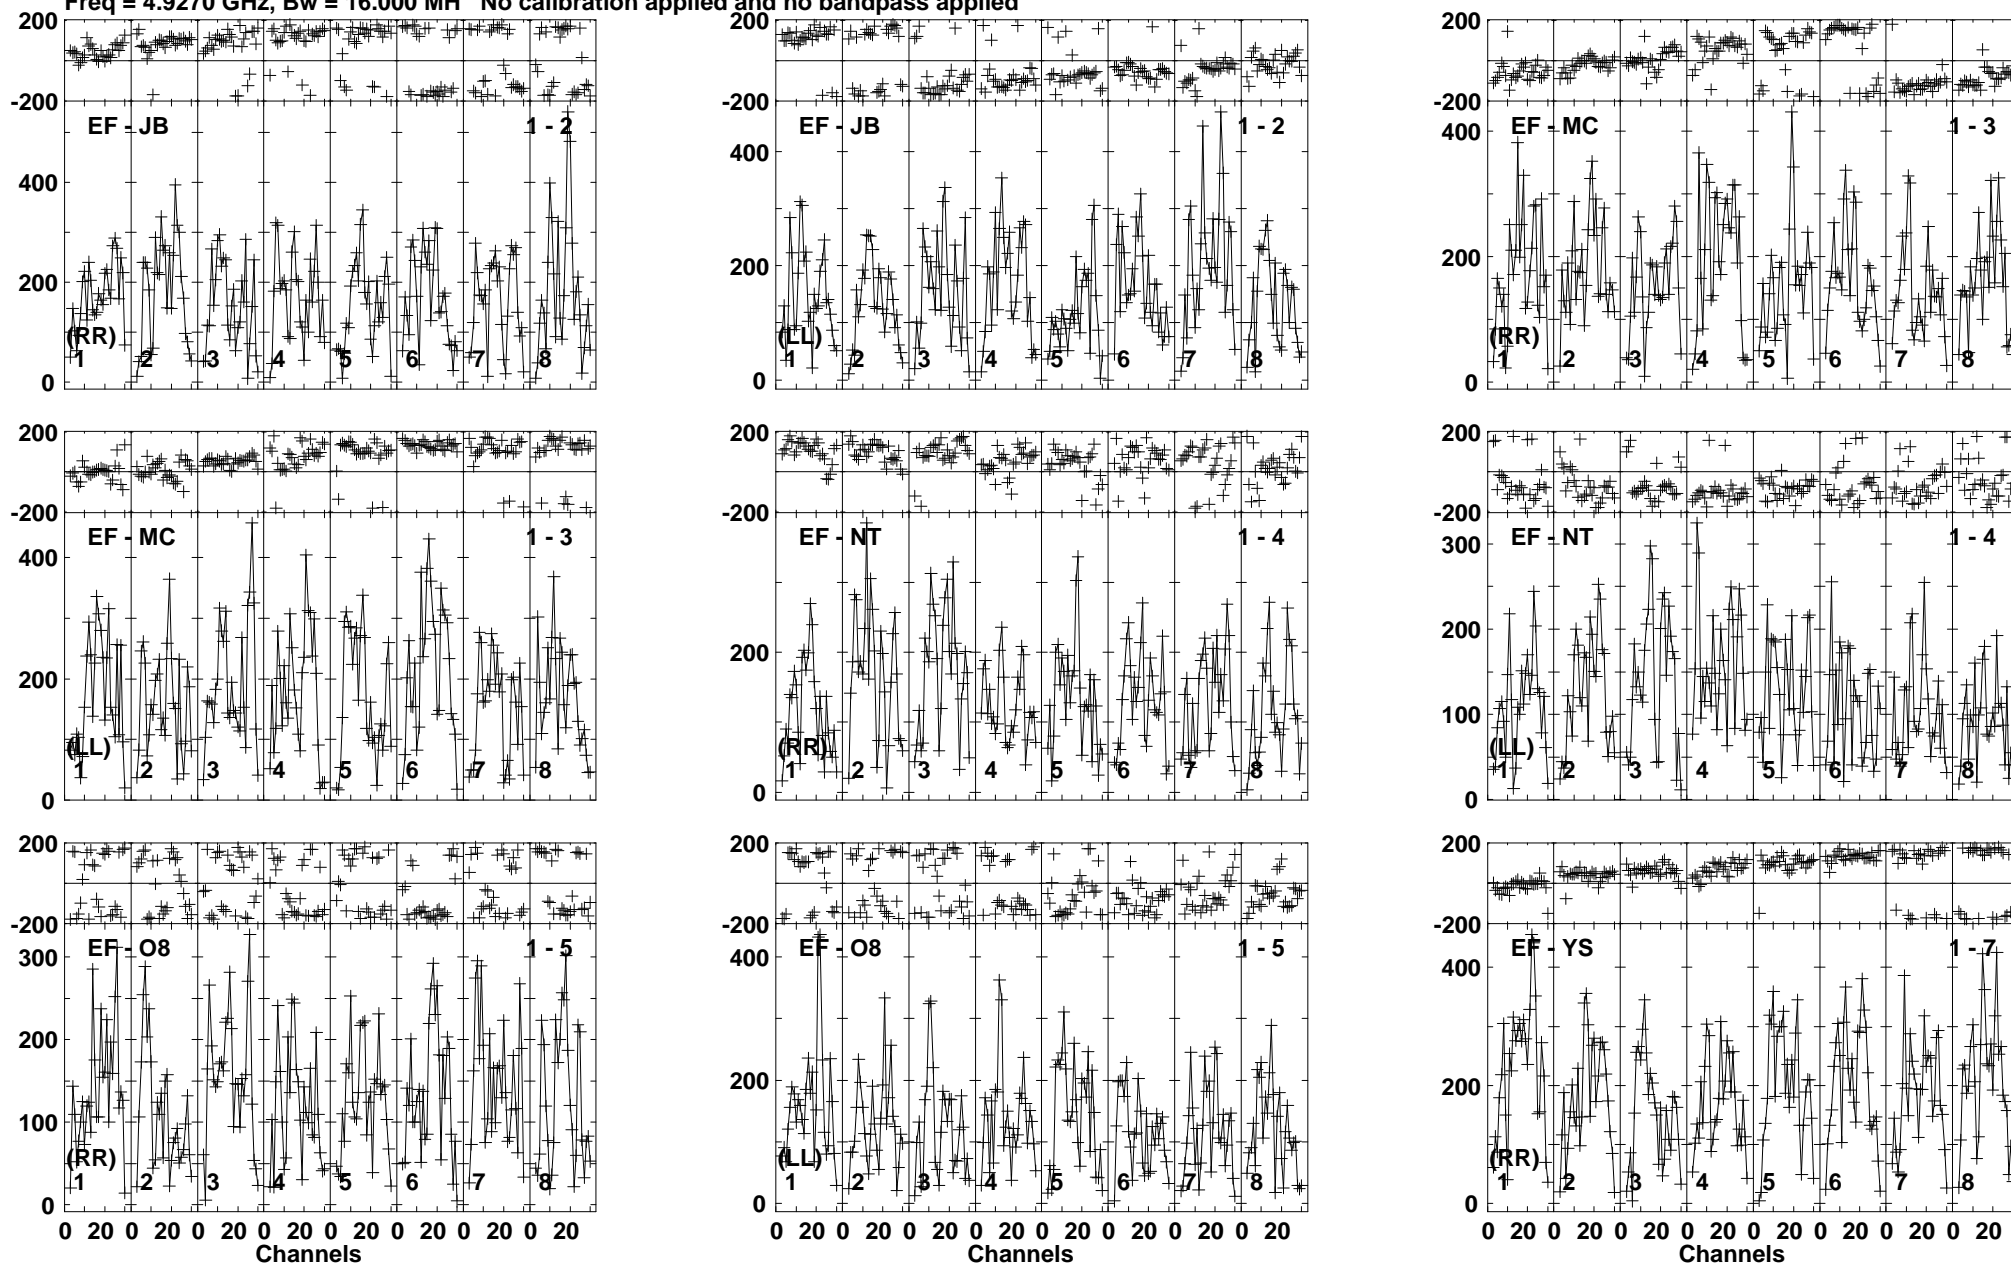 Freq = 4.9270 GHz, Bw = 16.000 MH No calibration applied and no bandpass applied
200 200 200
-200 -200 -200
EF - JB 1 - 2 EF - JB 1 - 2 EF - MC 1 - 3
400 400 400
200 200 200
(RR) (LL) (RR)
1 2 3 4 5 6 7 8 1 2 3 4 5 6 7 8 1 2 3 4 5 6 7 8
0 0 0
200 200 200
-200 -200 -200
EF - MC 1 - 3 EF - NT 1 - 4 EF - NT 1 - 4
400 300
200 200 200
100
(LL) (RR) (LL)
1 2 3 4 5 6 7 8 1 2 3 4 5 6 7 8 1 2 3 4 5 6 7 8
0 0 0
200 200 200
-200 -200 -200
EF - O8 1 - 5 EF - O8 1 - 5 EF - YS 1 - 7
300 400 400
200 200 200
100
(RR) (LL) (RR)
1 2 3 4 5 6 7 8 1 2 3 4 5 6 7 8 1 2 3 4 5 6 7 8
0 0 0
0 20 0 20 0 20 0 20 0 20 0 20 0 20 0 20 0 20 0 20 0 20 0 20 0 20 0 20 0 20 0 20 0 20 0 20 0 20 0 20 0 20 0 20 0 20 0 20
Channels Channels Channels